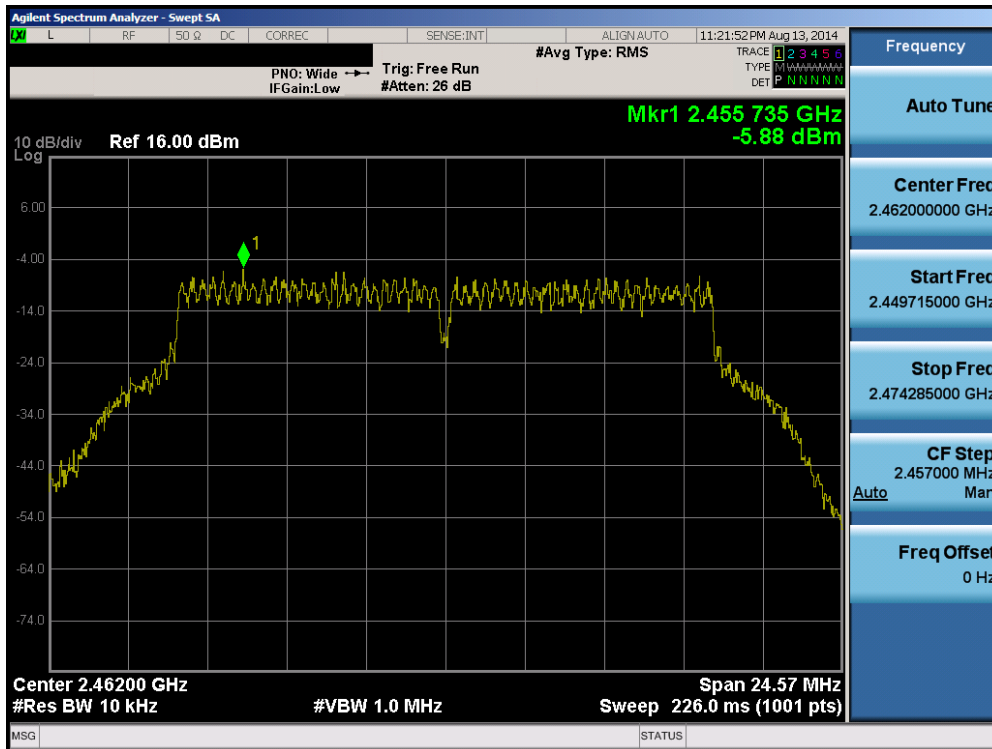 Agilent Spectrum Analyzer - Swept SA
LXI L RF 50 Ω DC CORREC SENSE:INT ALIGN AUTO 11:21:52 PM Aug 13, 2014
#Avg Type: RMS TRACE 1 2 3 4 5 6
PNO: Wide Trig: Free Run TYPE M WWWWW
IFGain:Low #Atten: 26 dB DET P N N N N N
Mkr1 2.455 735 GHz
-5.88 dBm
10 dB/div Ref 16.00 dBm
Log
1
6.00
-4.00
-14.0
-24.0
-34.0
-44.0
-54.0
-64.0
-74.0
Center 2.46200 GHz Span 24.57 MHz
#Res BW 10 kHz #VBW 1.0 MHz Sweep 226.0 ms (1001 pts)
MSG STATUS
Frequency
Auto Tune
Center Freq
2.462000000 GHz
Start Freq
2.449715000 GHz
Stop Freq
2.474285000 GHz
CF Step
2.457000 MHz
Auto Man
Freq Offset
0 Hz